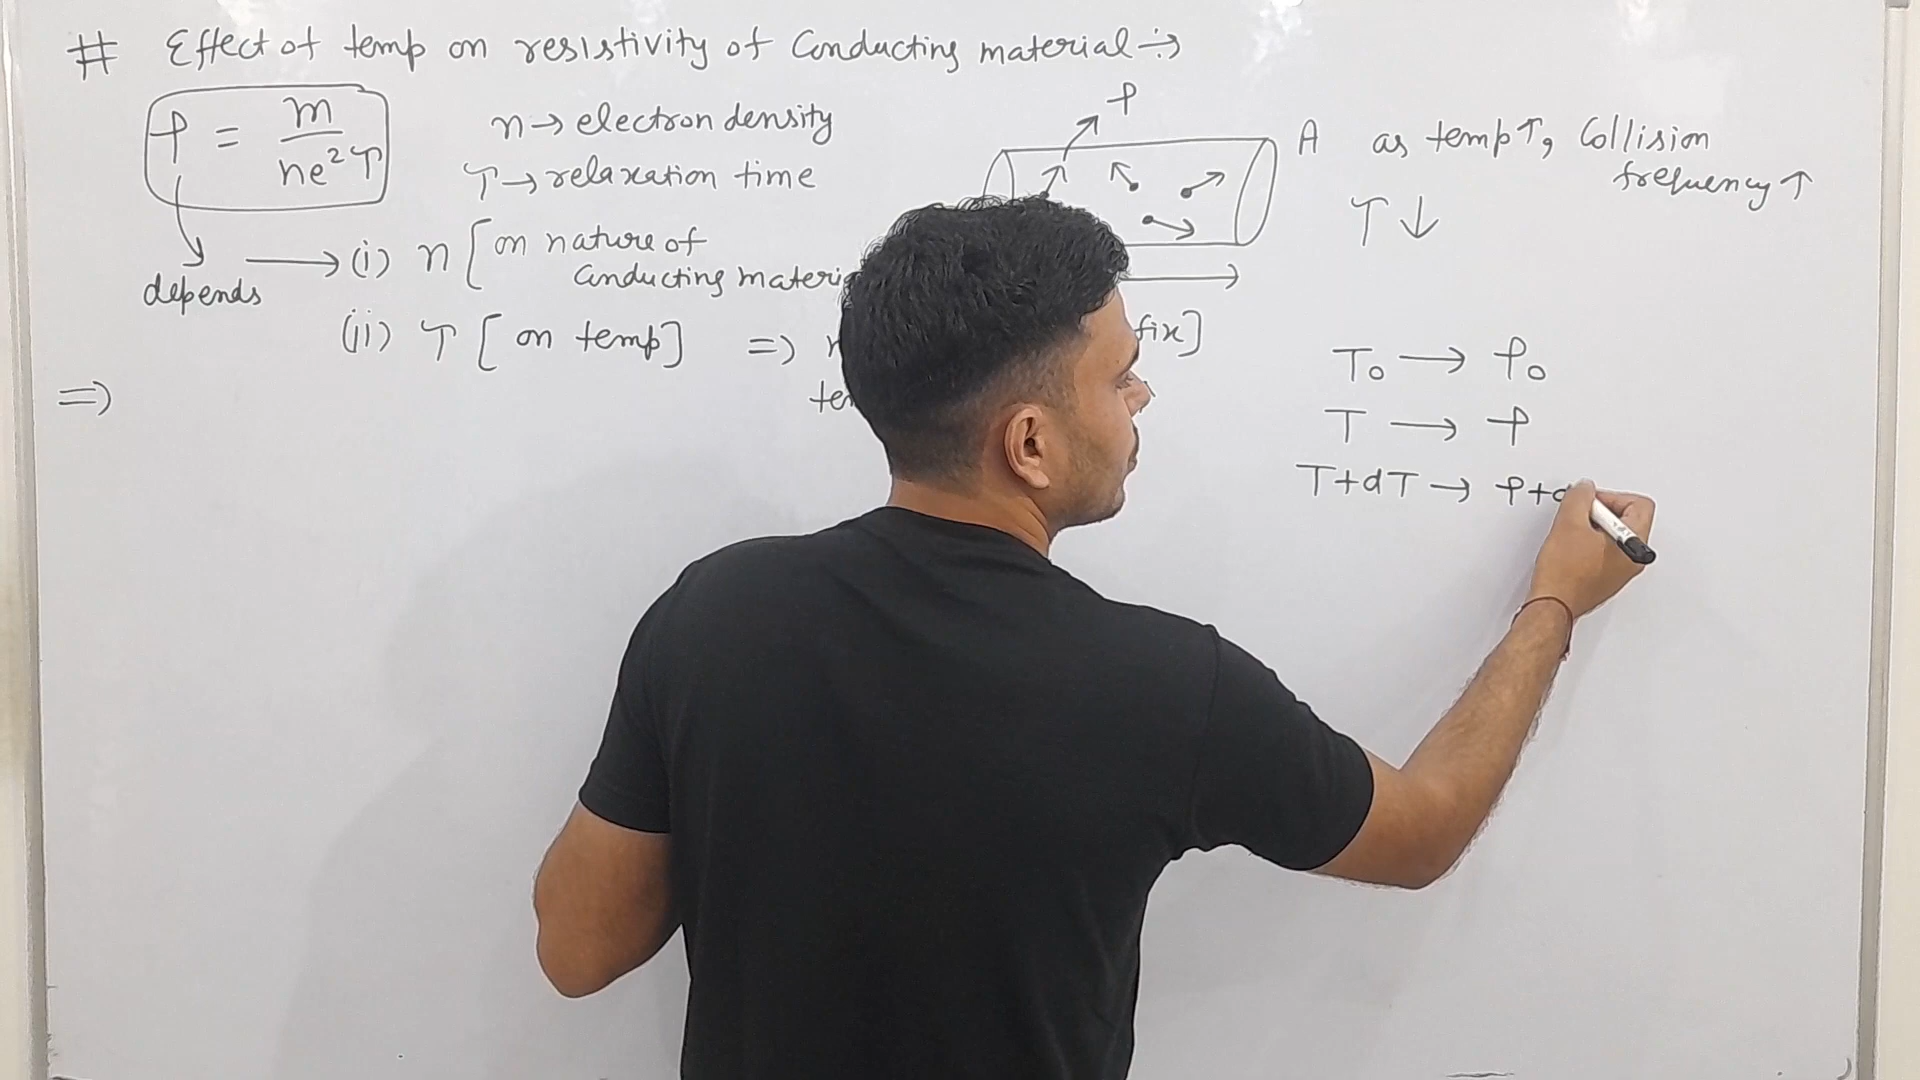 # Effect of temp on resistivity of Conducting material :→
ρ = m / ne²τ
n → electron density
τ → relaxation time
depends → (i) n [on nature of
Conducting
(ii) τ [on temp] ⇒
fix]
⇒
ρ
A
as temp↑, Collision
frequency ↑
τ ↓
T₀ → ρ₀
T → ρ
T+dT → ρ+